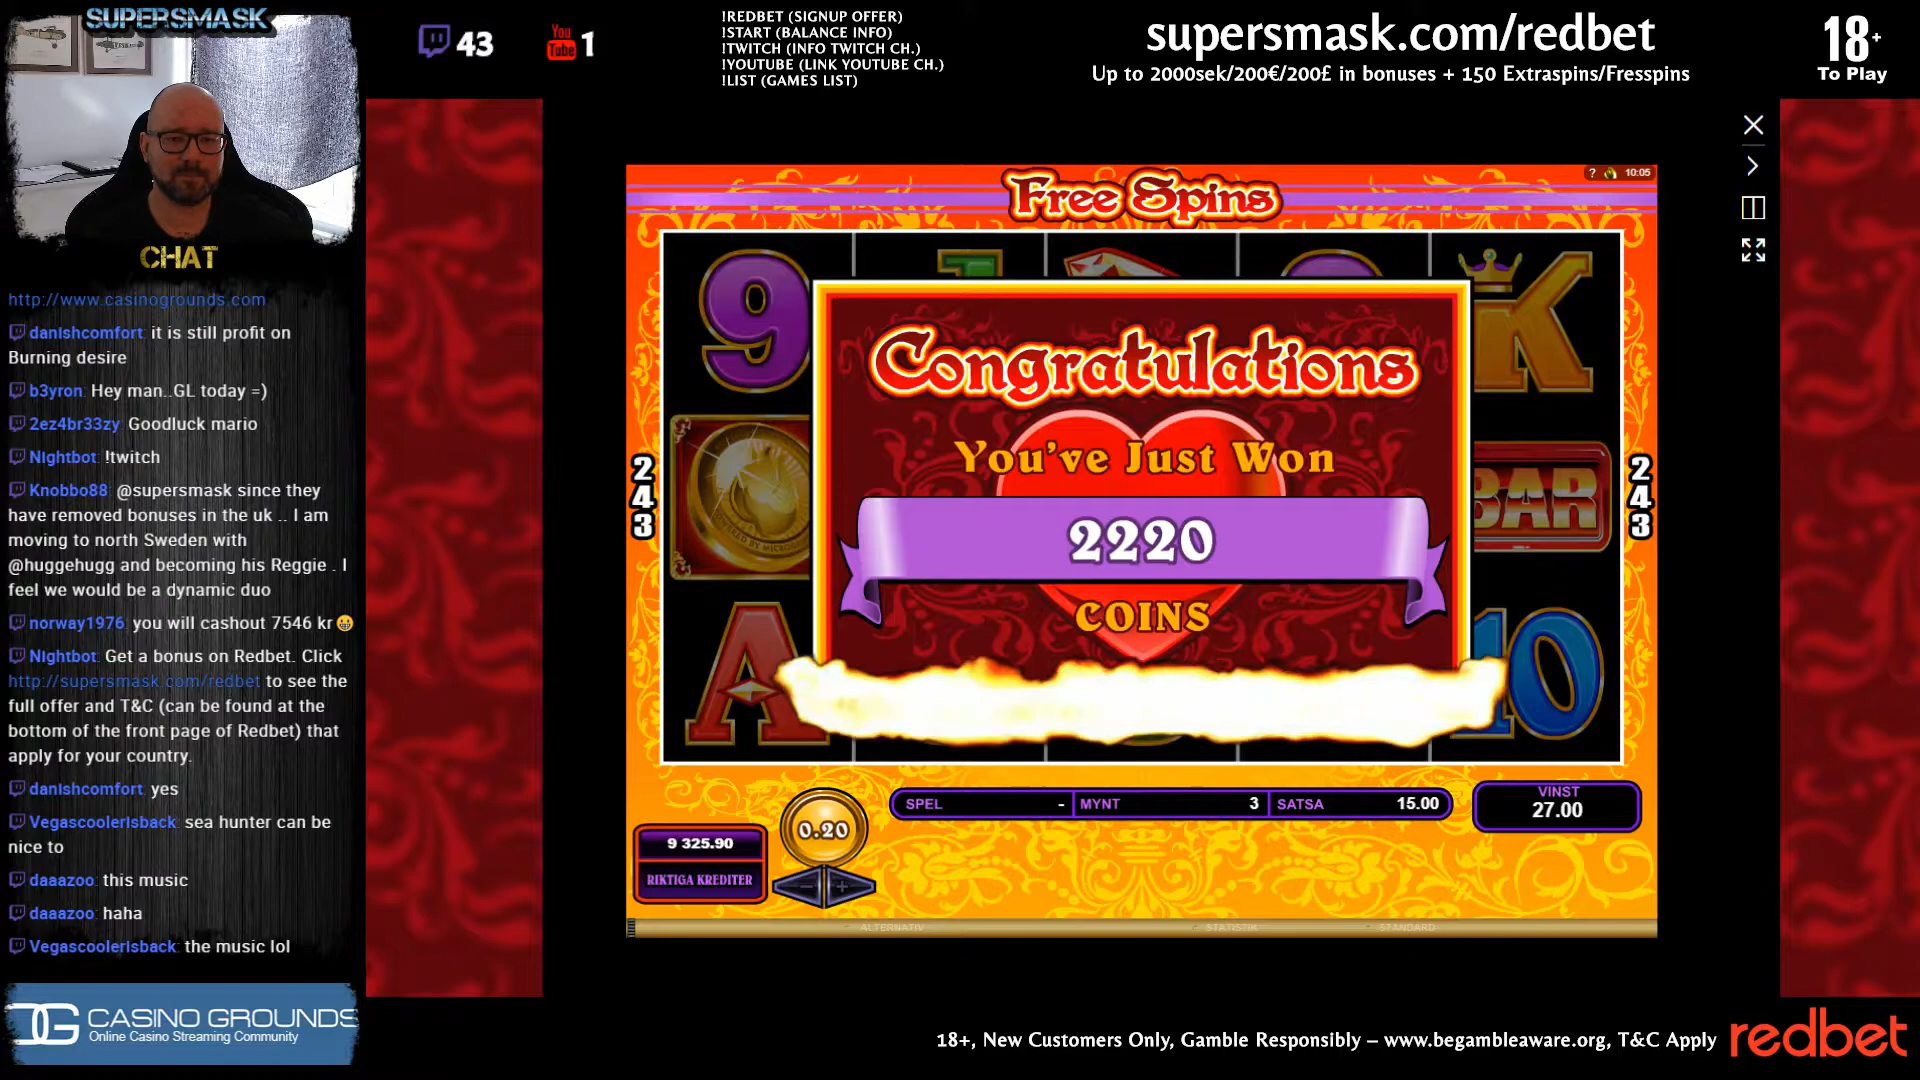 SUPERSMASK
43
You
Tube
1
!REDBET (SIGNUP OFFER)
!START (BALANCE INFO)
!TWITCH (INFO TWITCH CH.)
!YOUTUBE (LINK YOUTUBE CH.)
!LIST (GAMES LIST)
supersmask.com/redbet
Up to 2000sek/200€/200£ in bonuses + 150 Extraspins/Fresspins
18+
To Play
CHAT
http://www.casinogrounds.com
danishcomfort: it is still profit on
Burning desire
b3yron: Hey man..GL today =)
2ez4br33zy: Goodluck mario
Nightbot: !twitch
Knobbo88: @supersmask since they
have removed bonuses in the uk .. I am
moving to north Sweden with
@huggehugg and becoming his Reggie . I
feel we would be a dynamic duo
norway1976: you will cashout 7546 kr😀
Nightbot: Get a bonus on Redbet. Click
http://supersmask.com/redbet to see the
full offer and T&C (can be found at the
bottom of the front page of Redbet) that
apply for your country.
danishcomfort: yes
Vegascoolerisback: sea hunter can be
nice to
daaazoo: this music
daaazoo: haha
Vegascoolerisback: the music lol
CASINO GROUNDS
Online Casino Streaming Community
Free Spins
? 10:05
9
K
243
BAR
243
A
10
Congratulations
You've Just Won
2220
COINS
SPEL -
MYNT 3
SATSA 15.00
VINST
27.00
0.20
9 325.90
RIKTIGA KREDITER
ALTERNATIV
STATISTIK
STANDARD
18+, New Customers Only, Gamble Responsibly – www.begambleaware.org, T&C Apply
redbet